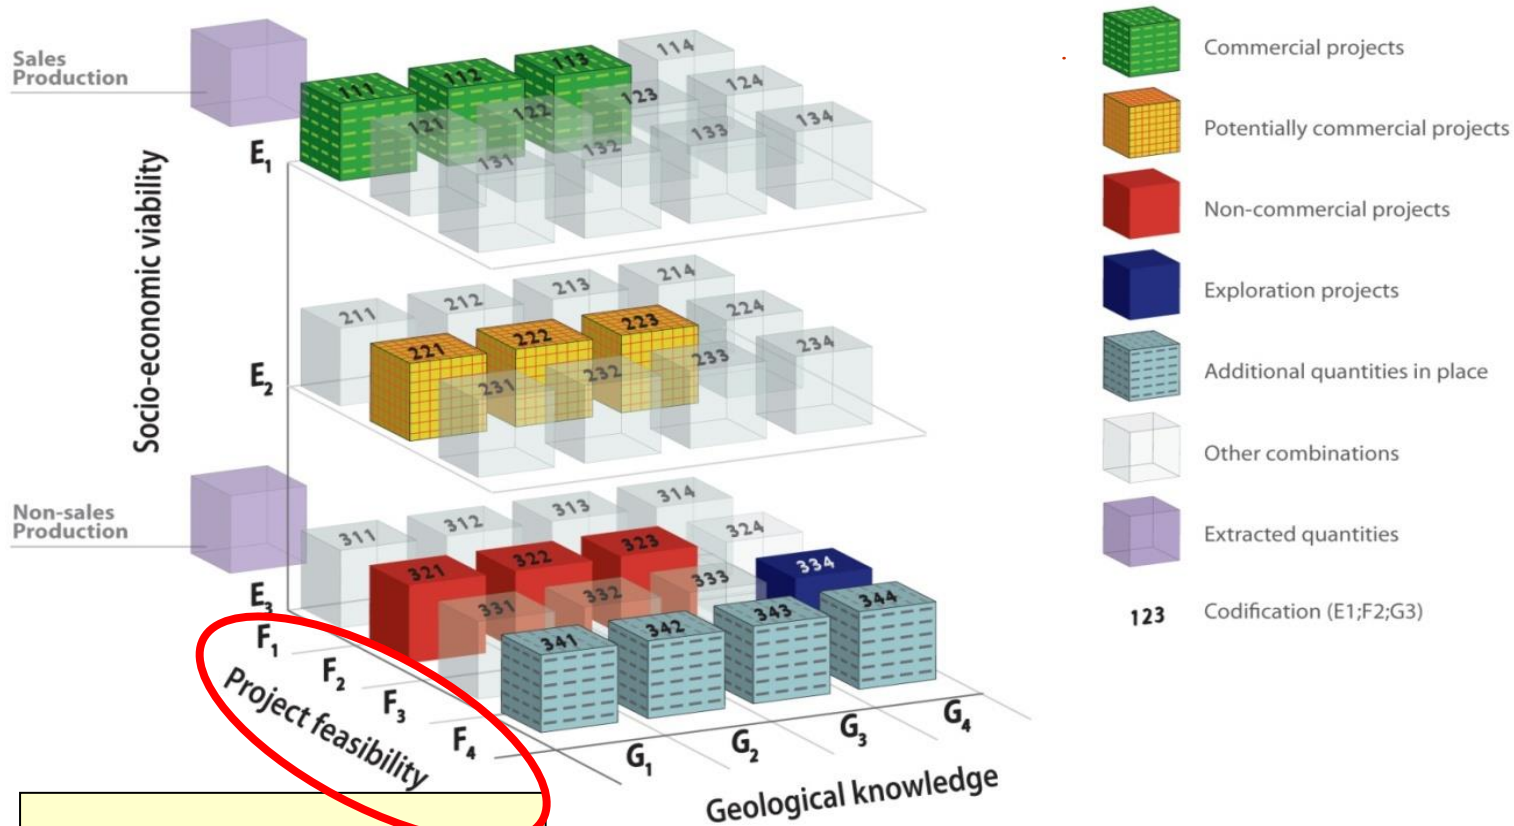 Sales
Production
Socio-economic viability
E1
111
112
113
114
121
122
123
124
131
132
133
134
E2
211
212
213
214
221
222
223
224
231
232
233
234
Non-sales
Production
E3
311
312
313
314
321
322
323
324
331
332
333
334
341
342
343
344
F1
F2
F3
F4
Project feasibility
G1
G2
G3
G4
Geological knowledge
Commercial projects
Potentially commercial projects
Non-commercial projects
Exploration projects
Additional quantities in place
Other combinations
Extracted quantities
123 Codification (E1;F2;G3)